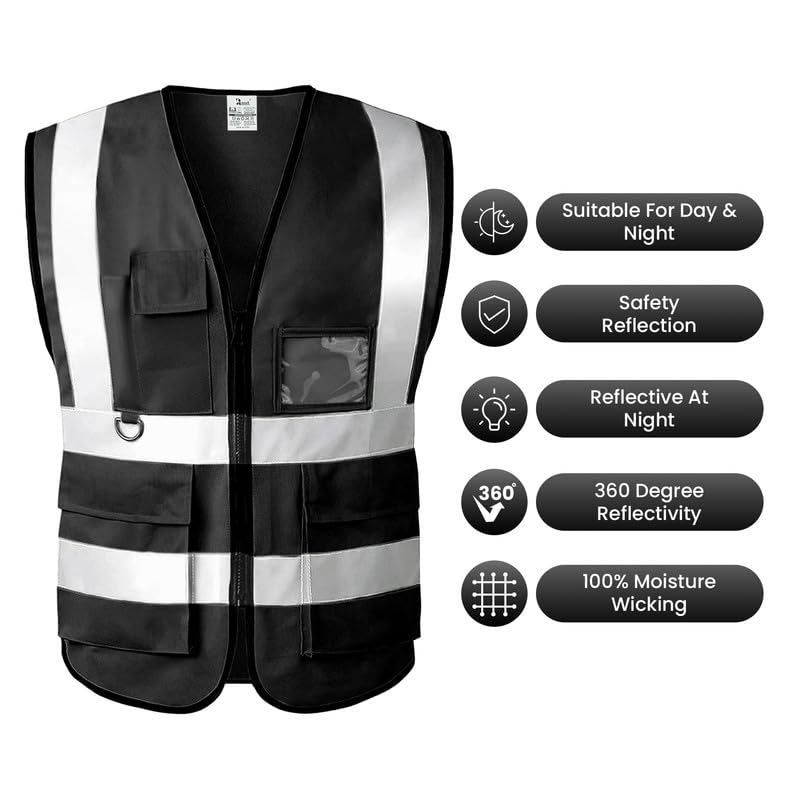 Suitable For Day &
Night
Safety
Reflection
Reflective At
Night
360°
360 Degree
Reflectivity
100% Moisture
Wicking